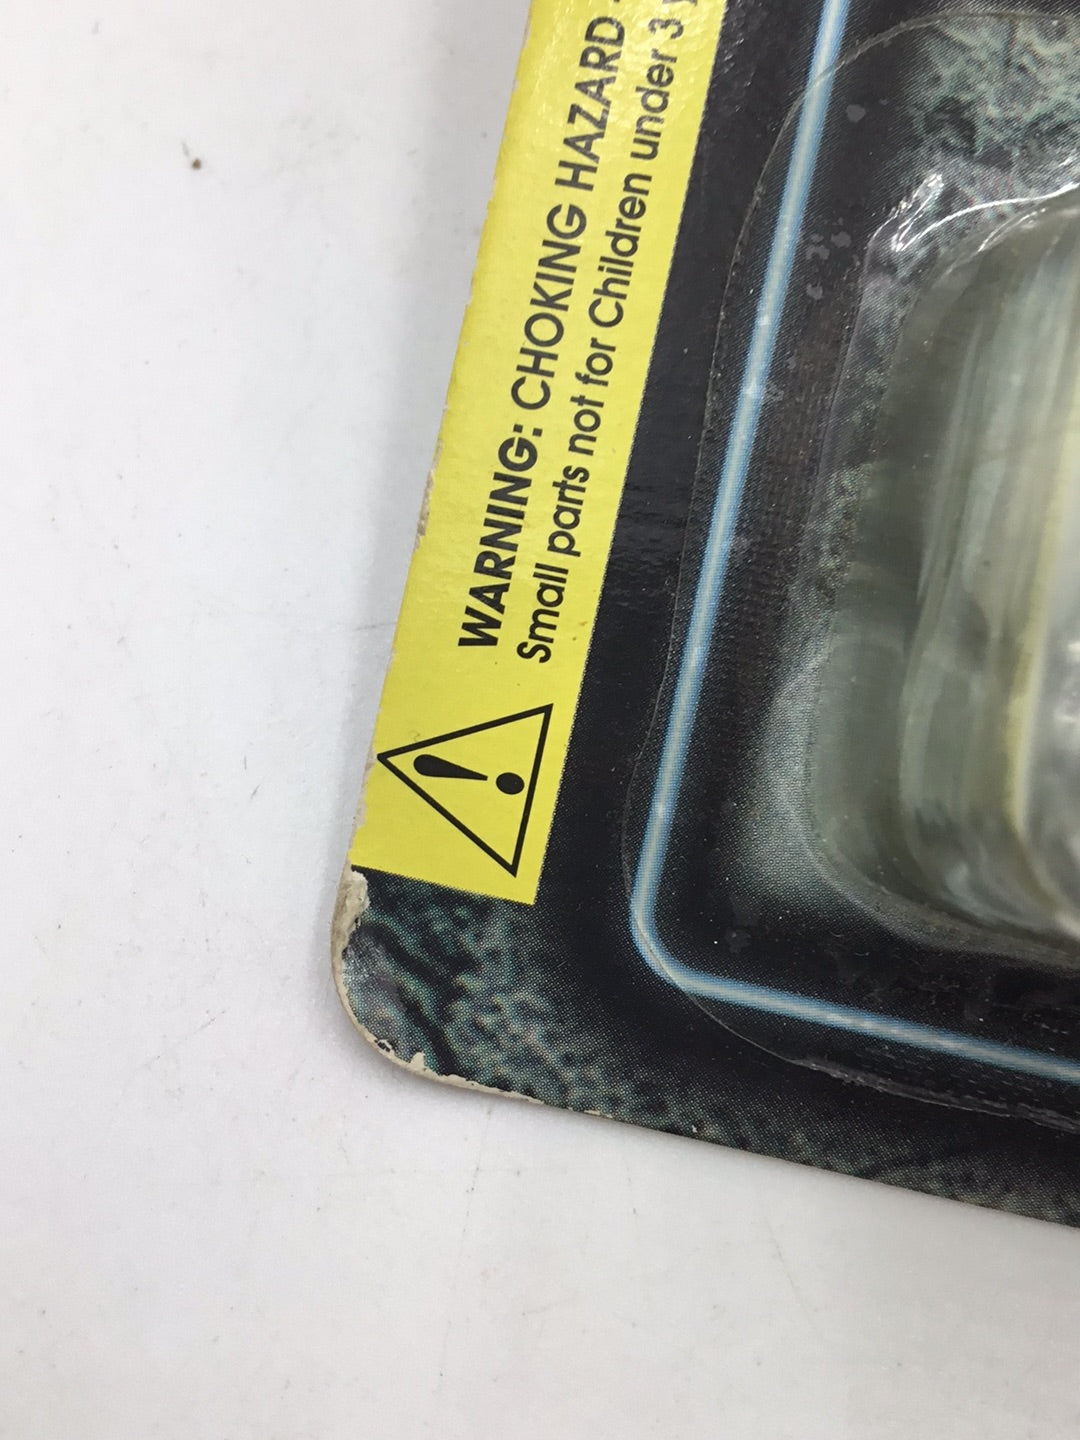 WARNING: CHOKING HAZARD
Small parts not for Children under 3